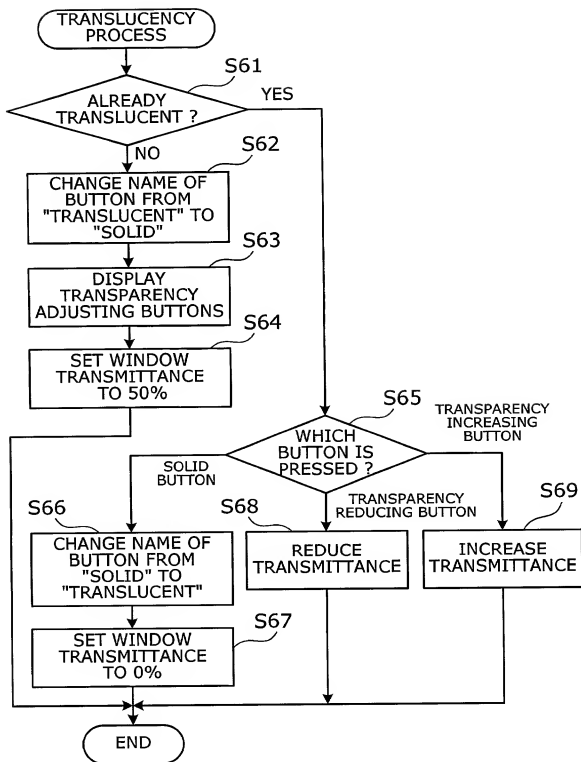 TRANSLUCENCY
PROCESS
S61
ALREADY
TRANSLUCENT ?
YES
NO
S62
CHANGE NAME OF
BUTTON FROM
"TRANSLUCENT" TO
"SOLID"
S63
DISPLAY
TRANSPARENCY
ADJUSTING BUTTONS
S64
SET WINDOW
TRANSMITTANCE
TO 50%
S65
WHICH
BUTTON IS
PRESSED ?
TRANSPARENCY
INCREASING
BUTTON
SOLID
BUTTON
TRANSPARENCY
REDUCING BUTTON
S66
CHANGE NAME OF
BUTTON FROM
"SOLID" TO
"TRANSLUCENT"
S68
REDUCE
TRANSMITTANCE
S69
INCREASE
TRANSMITTANCE
S67
SET WINDOW
TRANSMITTANCE
TO 0%
END